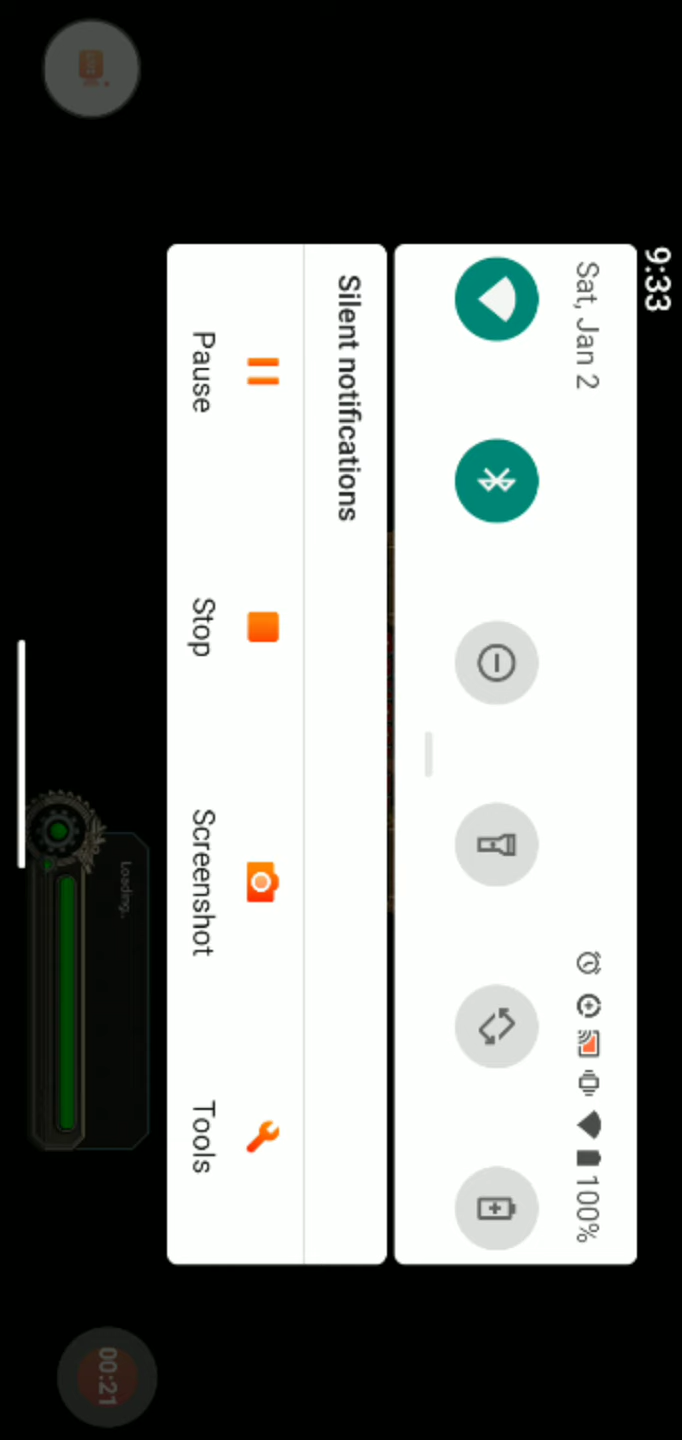 9:33
Sat, Jan 2
100%
Silent notifications
Pause
Stop
Screenshot
Tools
Loading..
00:21